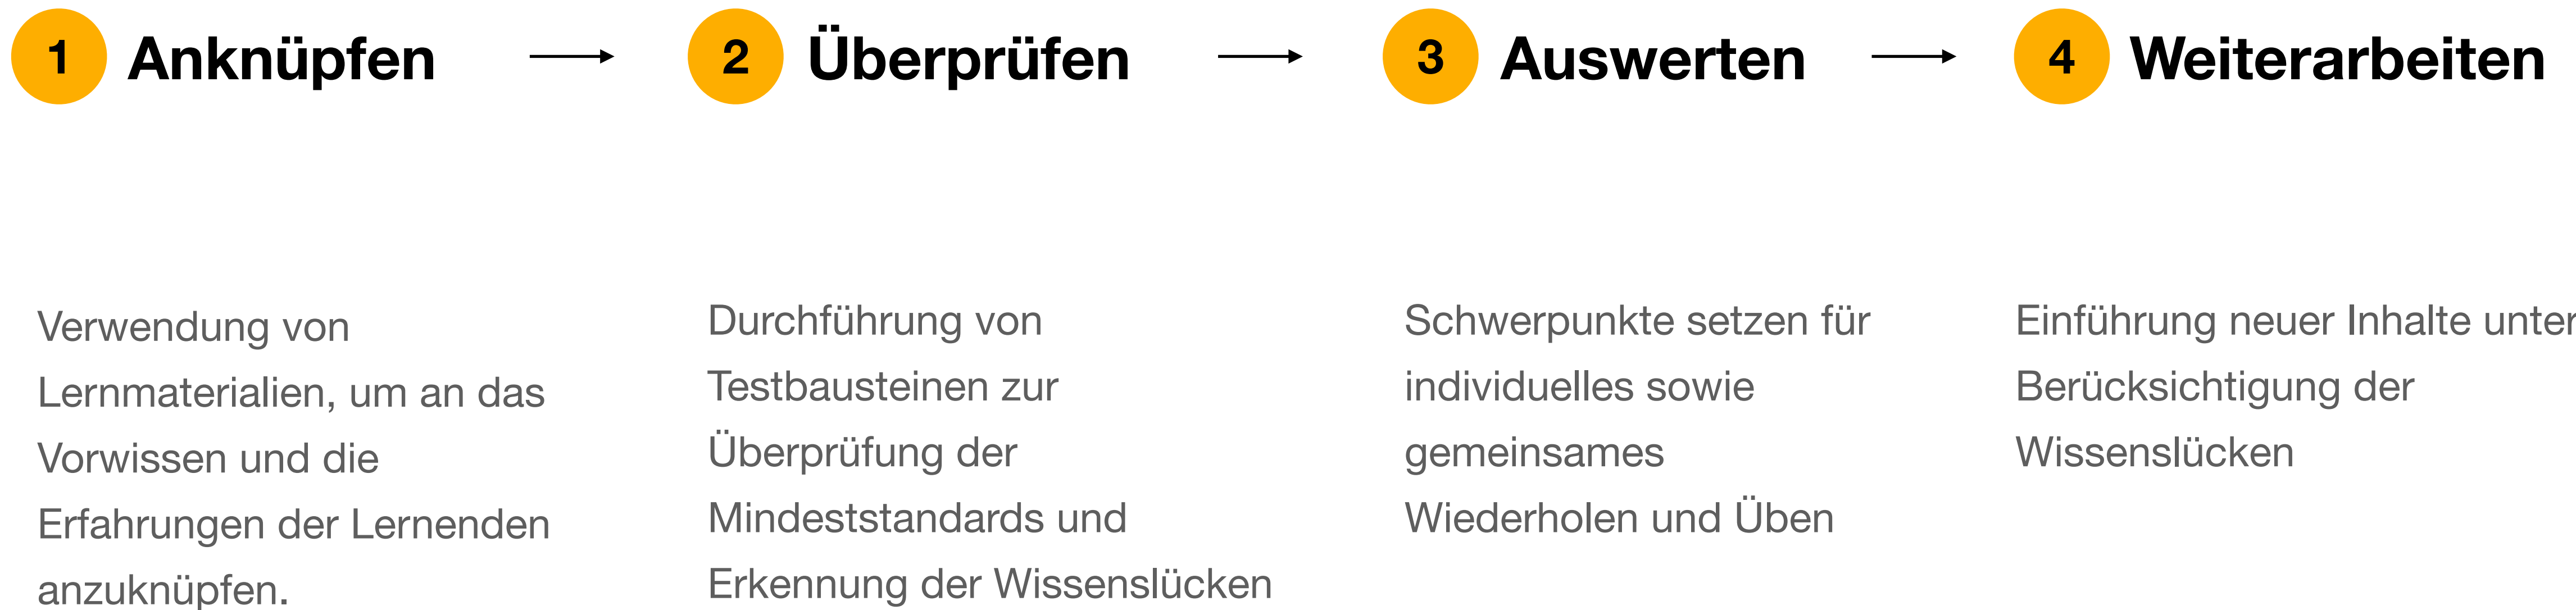 1 Anknüpfen
2 Überprüfen
3 Auswerten
4 Weiterarbeiten
Verwendung von
Lernmaterialien, um an das
Vorwissen und die
Erfahrungen der Lernenden
anzuknüpfen.
Durchführung von
Testbausteinen zur
Überprüfung der
Mindeststandards und
Erkennung der Wissenslücken
Schwerpunkte setzen für
individuelles sowie
gemeinsames
Wiederholen und Üben
Einführung neuer Inhalte unter
Berücksichtigung der
Wissenslücken